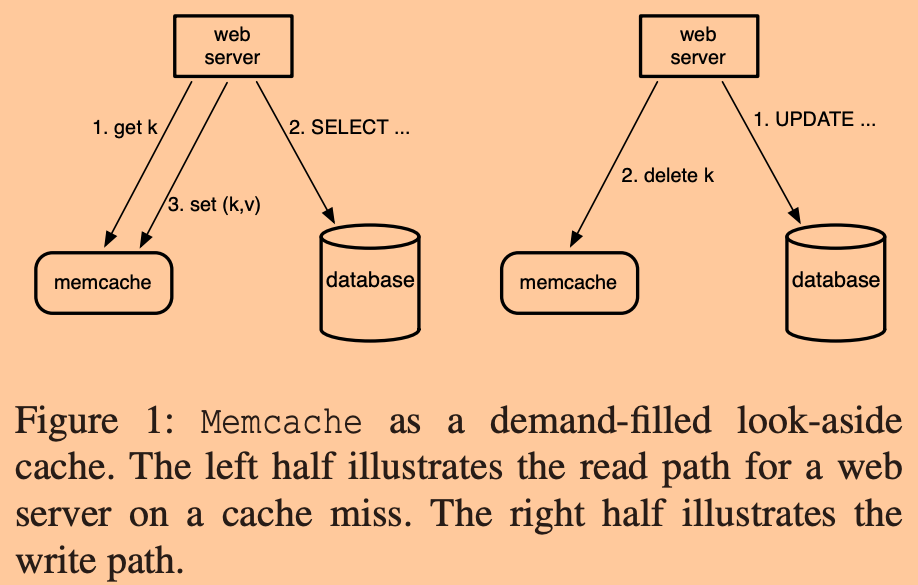 web
server
1. get k
2. SELECT ...
3. set (k,v)
memcache
database
web
server
1. UPDATE ...
2. delete k
memcache
database
Figure 1: Memcache as a demand-filled look-aside
cache. The left half illustrates the read path for a web
server on a cache miss. The right half illustrates the
write path.